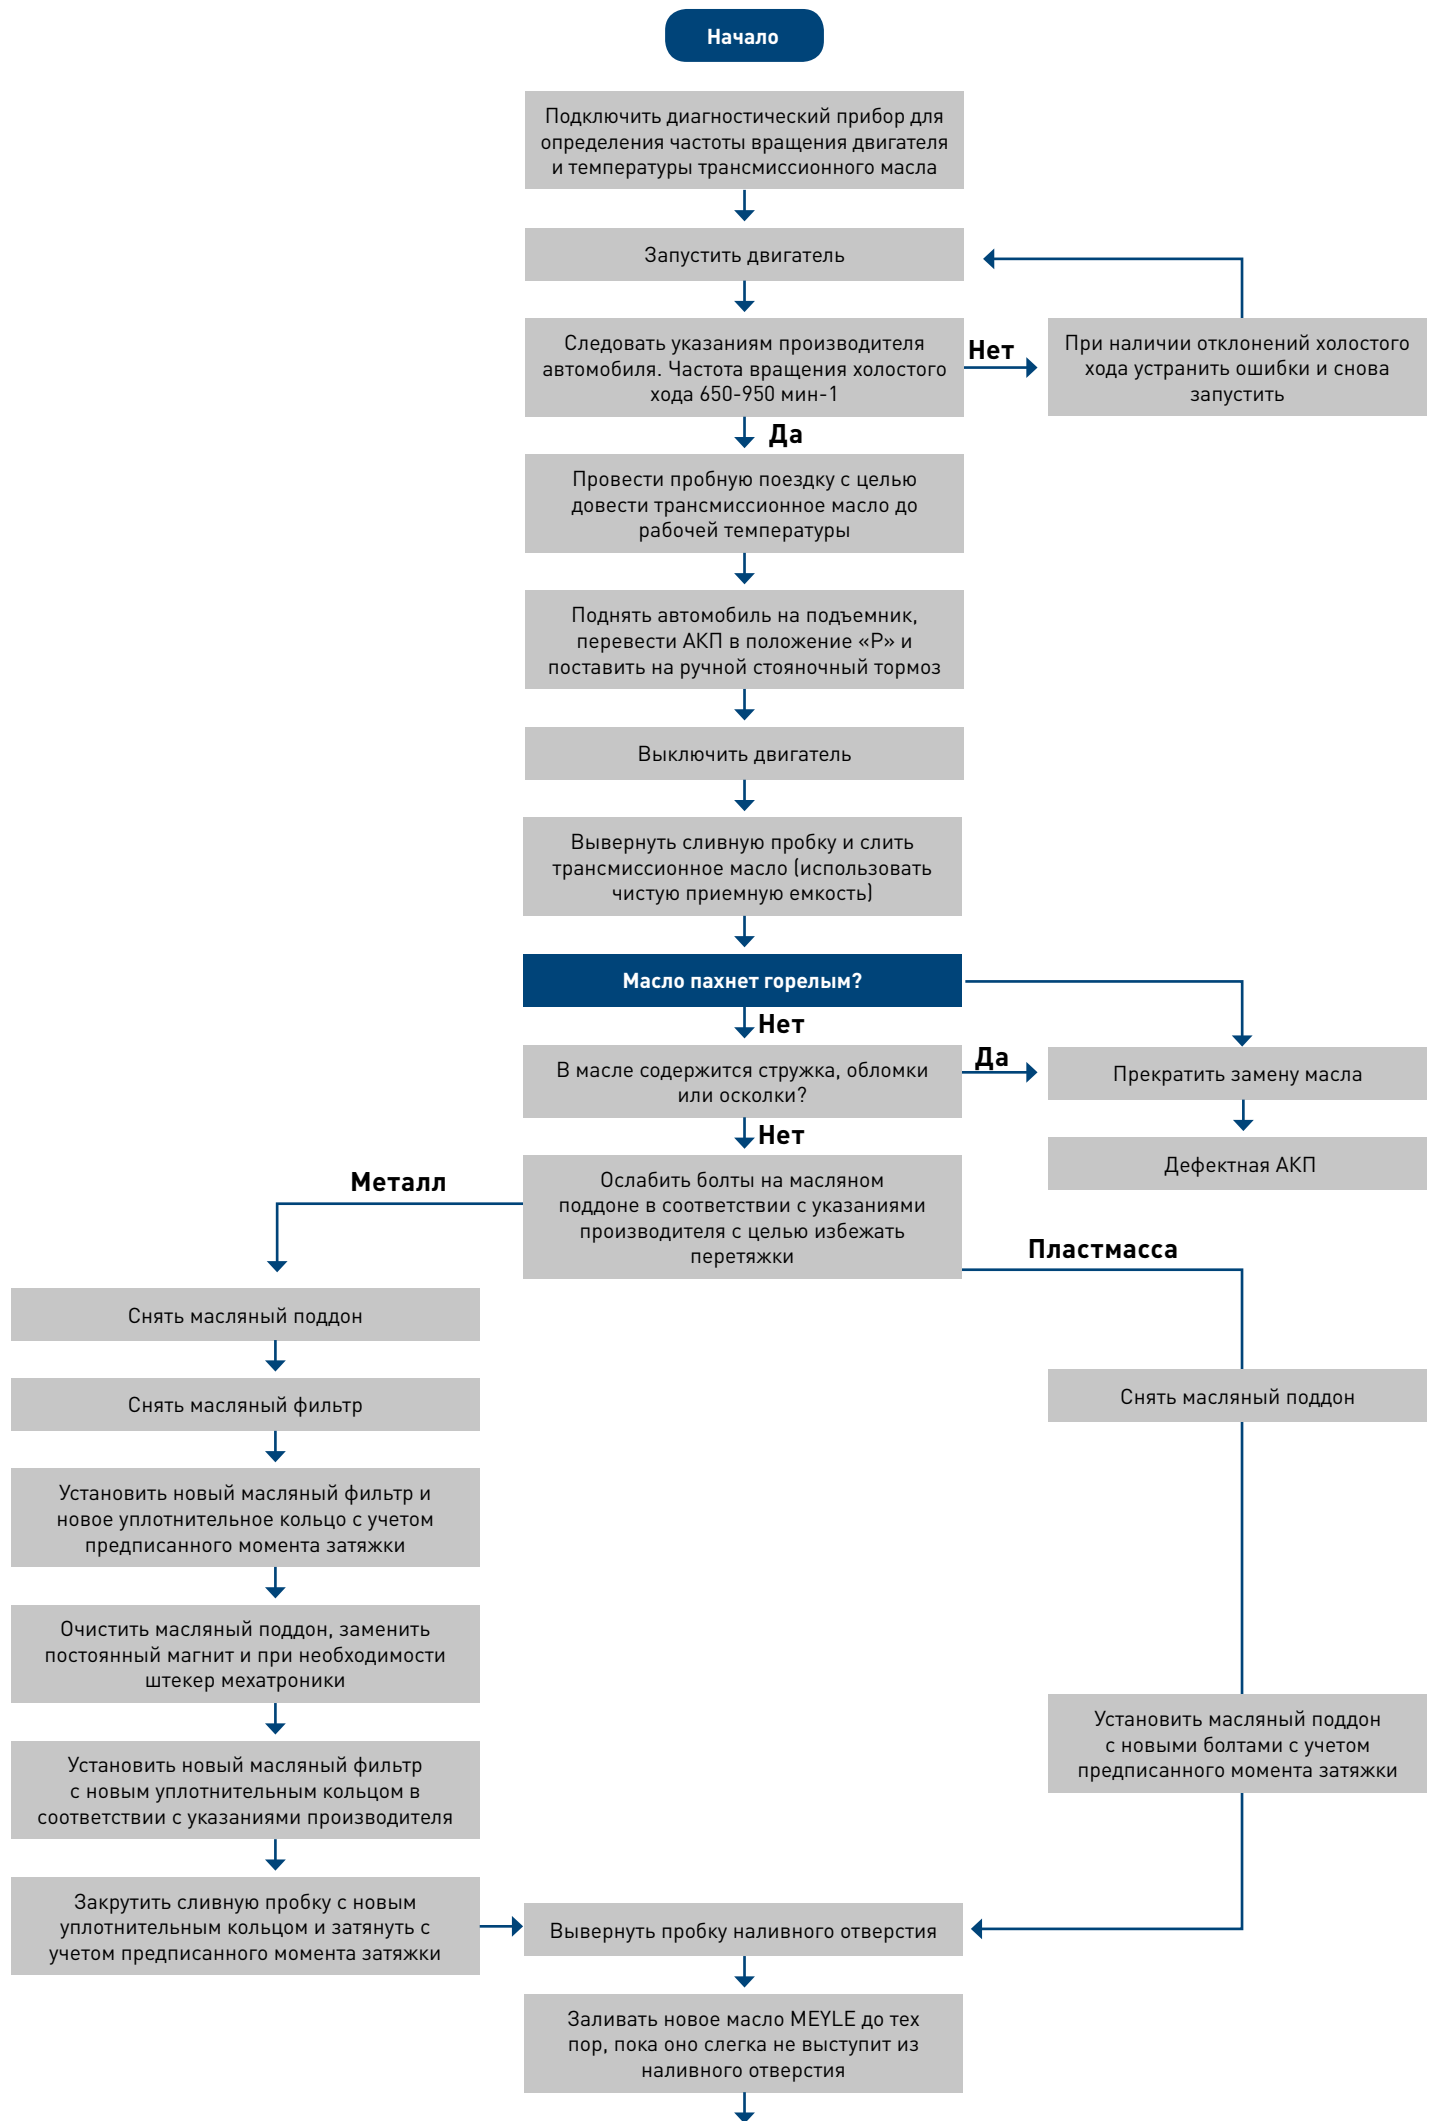 Начало
Подключить диагностический прибор для
определения частоты вращения двигателя
и температуры трансмиссионного масла
Запустить двигатель
Следовать указаниям производителя
автомобиля. Частота вращения холостого
хода 650-950 мин-1
Нет
При наличии отклонений холостого
хода устранить ошибки и снова
запустить
Да
Провести пробную поездку с целью
довести трансмиссионное масло до
рабочей температуры
Поднять автомобиль на подъемник,
перевести АКП в положение «P» и
поставить на ручной стояночный тормоз
Выключить двигатель
Вывернуть сливную пробку и слить
трансмиссионное масло (использовать
чистую приемную емкость)
Масло пахнет горелым?
Нет
В масле содержится стружка, обломки
или осколки?
Да
Прекратить замену масла
Дефектная АКП
Нет
Ослабить болты на масляном
поддоне в соответствии с указаниями
производителя с целью избежать
перетяжки
Металл
Пластмасса
Снять масляный поддон
Снять масляный фильтр
Установить новый масляный фильтр и
новое уплотнительное кольцо с учетом
предписанного момента затяжки
Очистить масляный поддон, заменить
постоянный магнит и при необходимости
штекер мехатроники
Установить новый масляный фильтр
с новым уплотнительным кольцом в
соответствии с указаниями производителя
Закрутить сливную пробку с новым
уплотнительным кольцом и затянуть с
учетом предписанного момента затяжки
Снять масляный поддон
Установить масляный поддон
с новыми болтами с учетом
предписанного момента затяжки
Вывернуть пробку наливного отверстия
Заливать новое масло MEYLE до тех
пор, пока оно слегка не выступит из
наливного отверстия